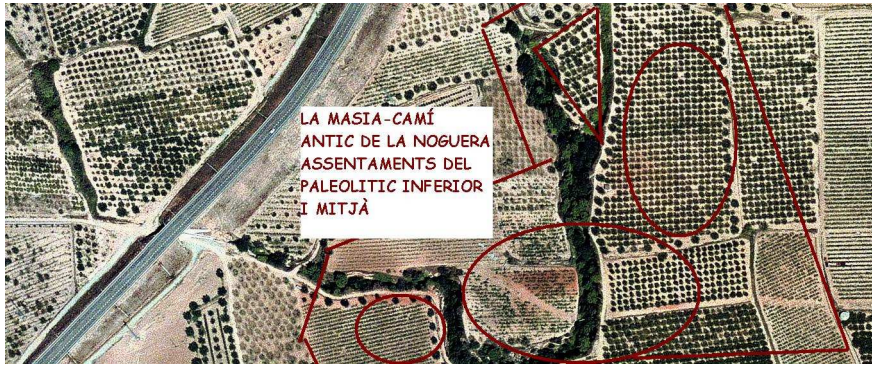 LA MASIA-CAMÍ
ANTIC DE LA NOGUERA
ASSENTAMENTS DEL
PALEOLITIC INFERIOR
I MITJÀ